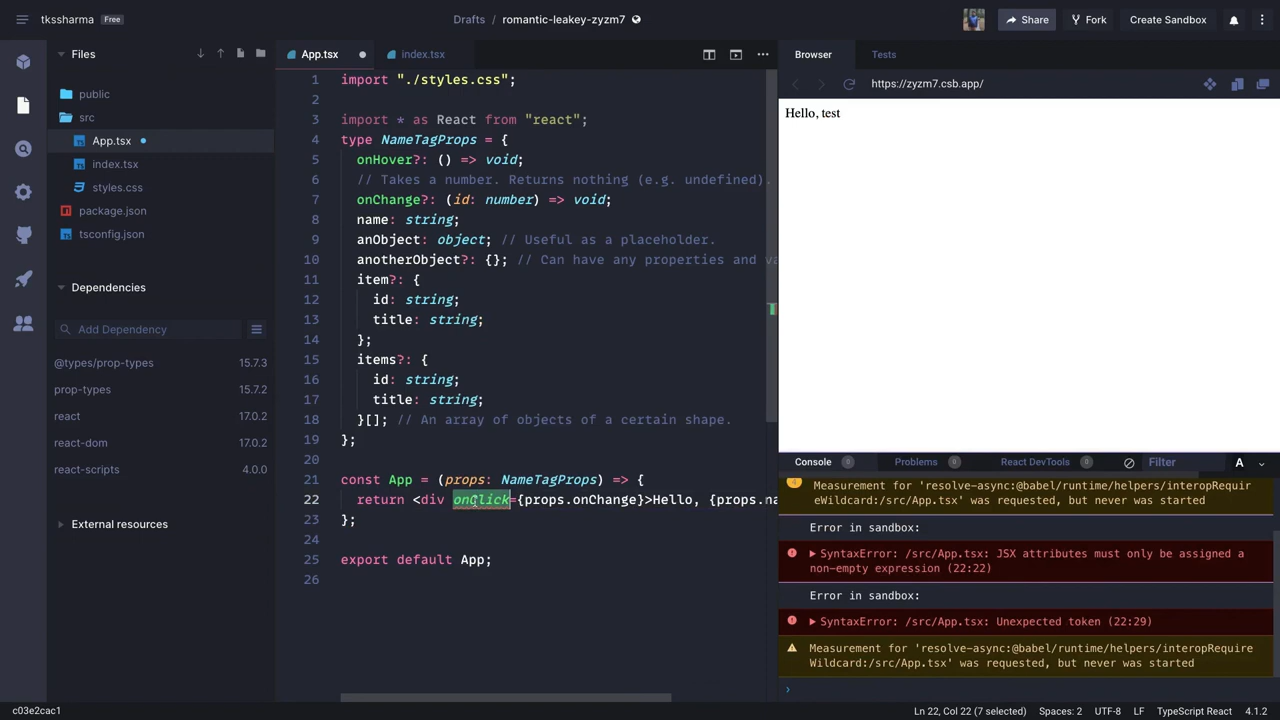 tkssharma Free
Drafts / romantic-leakey-zyzm7
Share
Fork
Create Sandbox
Files
public
src
App.tsx
index.tsx
styles.css
package.json
tsconfig.json
Dependencies
Add Dependency
@types/prop-types 15.7.3
prop-types 15.7.2
react 17.0.2
react-dom 17.0.2
react-scripts 4.0.0
External Resources
App.tsx
index.tsx
1 import "./styles.css";
2
3 import * as React from "react";
4 type NameTagProps = {
5 onHover?: () => void;
6 // Takes a number. Returns nothing (e.g. undefined).
7 onChange?: (id: number) => void;
8 name: string;
9 anObject: object; // Useful as a placeholder.
10 anotherObject?: {}; // Can have any properties and va
11 item?: {
12 id: string;
13 title: string;
14 };
15 items?: {
16 id: string;
17 title: string;
18 }[]; // An array of objects of a certain shape.
19 };
20
21 const App = (props: NameTagProps) => {
22 return <div onClick={props.onChange}>Hello, {props.na
23 };
24
25 export default App;
26
Browser
Tests
https://zyzm7.csb.app/
Hello, test
Console 0
Problems 0
React DevTools 0
Filter
A
Measurement for 'resolve-async:@babel/runtime/helpers/interopRequir
eWildcard:/src/App.tsx' was requested, but never was started
Error in sandbox:
▶ SyntaxError: /src/App.tsx: JSX attributes must only be assigned a
non-empty expression (22:22)
Error in sandbox:
▶ SyntaxError: /src/App.tsx: Unexpected token (22:29)
Measurement for 'resolve-async:@babel/runtime/helpers/interopRequire
Wildcard:/src/App.tsx' was requested, but never was started
c03e2cac1
Ln 22, Col 22 (7 selected)
Spaces: 2
UTF-8
LF
TypeScript React
4.1.2